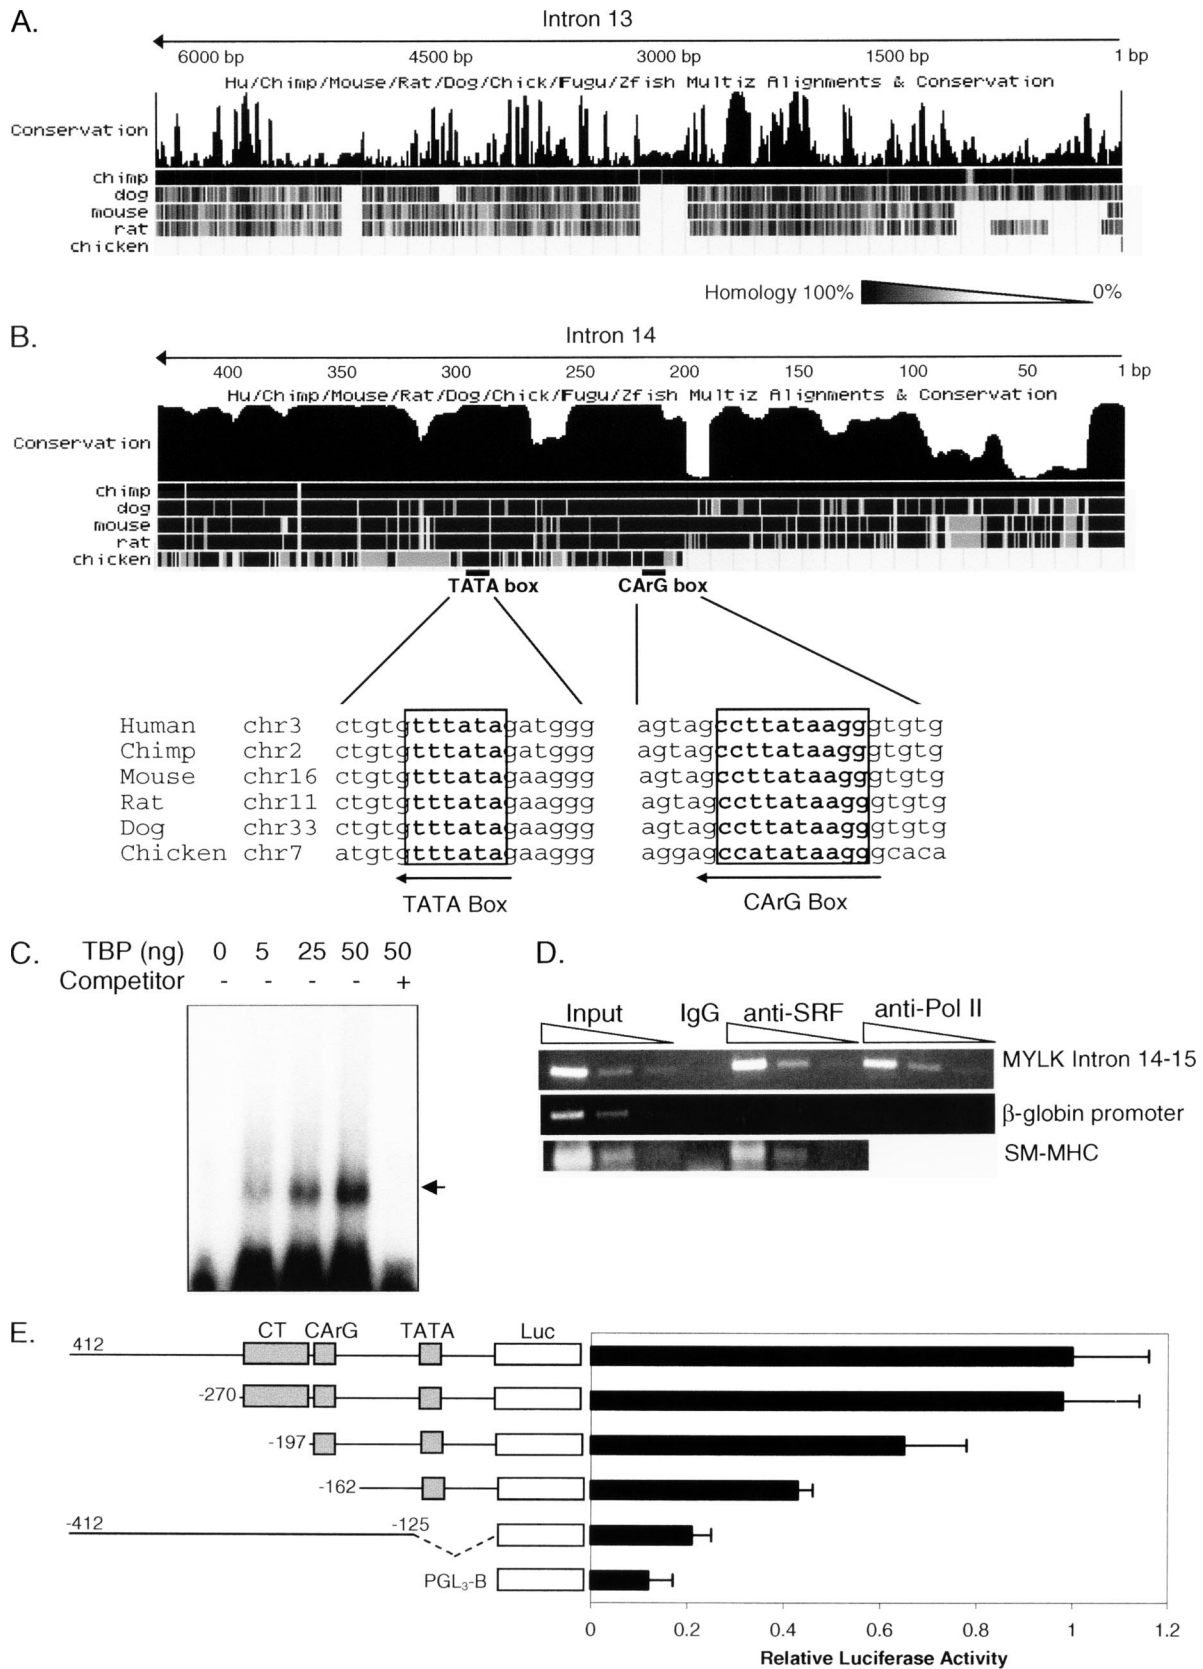 A.
Intron 13
6000 bp 4500 bp 3000 bp 1500 bp 1 bp
Hu/Chimp/Mouse/Rat/Dog/Chick/Fugu/Zfish Multiz Alignments & Conservation
Conservation
chimp
dog
mouse
rat
chicken
Homology 100% 0%
B.
Intron 14
400 350 300 250 200 150 100 50 1 bp
Hu/Chimp/Mouse/Rat/Dog/Chick/Fugu/Zfish Multiz Alignments & Conservation
Conservation
chimp
dog
mouse
rat
chicken
TATA box CArG box
Human chr3 ctgtgtttatagatggg agtagccttataagggtgtg
Chimp chr2 ctgtgtttatagatggg agtagccttataagggtgtg
Mouse chr16 ctgtgtttatagaaggg agtagccttataagggtgtg
Rat chr11 ctgtgtttatagaaggg agtagccttataagggtgtg
Dog chr33 ctgtgtttatagaaggg agtagccttataagggtgtg
Chicken chr7 atgtgtttatagaaggg aggagccatataagggcaca
TATA Box CArG Box
C.
TBP (ng) 0 5 25 50 50
Competitor - - - - +
D.
Input IgG anti-SRF anti-Pol II
MYLK Intron 14-15
β-globin promoter
SM-MHC
E.
CT CArG TATA Luc
412
-270
-197
-162
-412 -125
PGL3-B
0 0.2 0.4 0.6 0.8 1 1.2
Relative Luciferase Activity